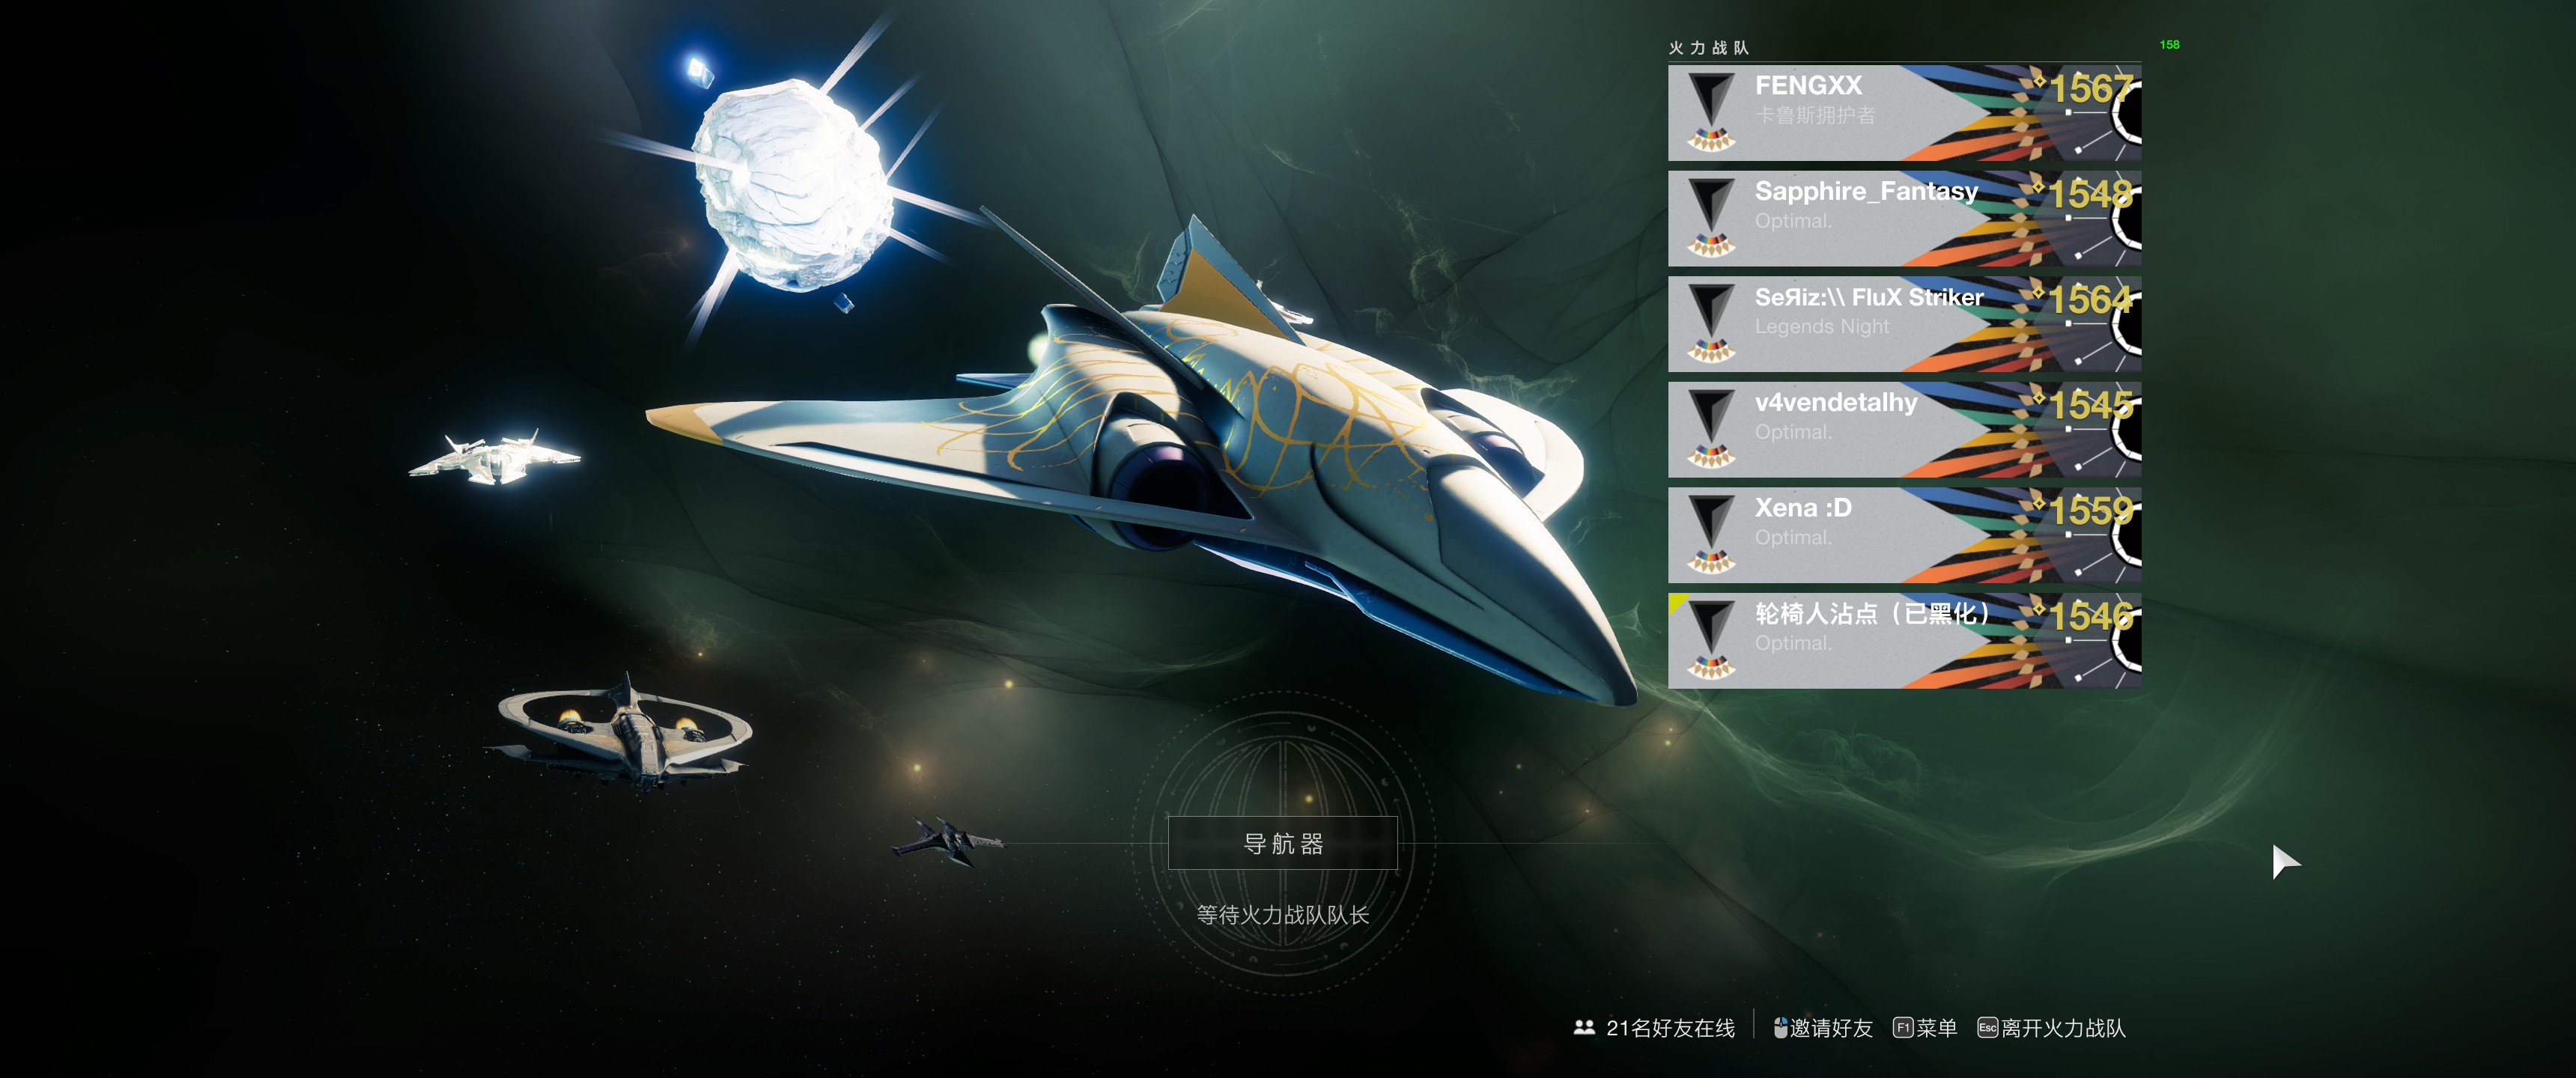 火力战队
158
FENGXX
1567
卡鲁斯拥护者
Sapphire_Fantasy
1548
Optimal.
SeЯiz:\\ FluX Striker
1564
Legends Night
v4vendetalhy
1545
Optimal.
Xena :D
1559
Optimal.
轮椅人沾点（已黑化）
1546
Optimal.
导航器
等待火力战队队长
21名好友在线 邀请好友 F1 菜单 Esc 离开火力战队